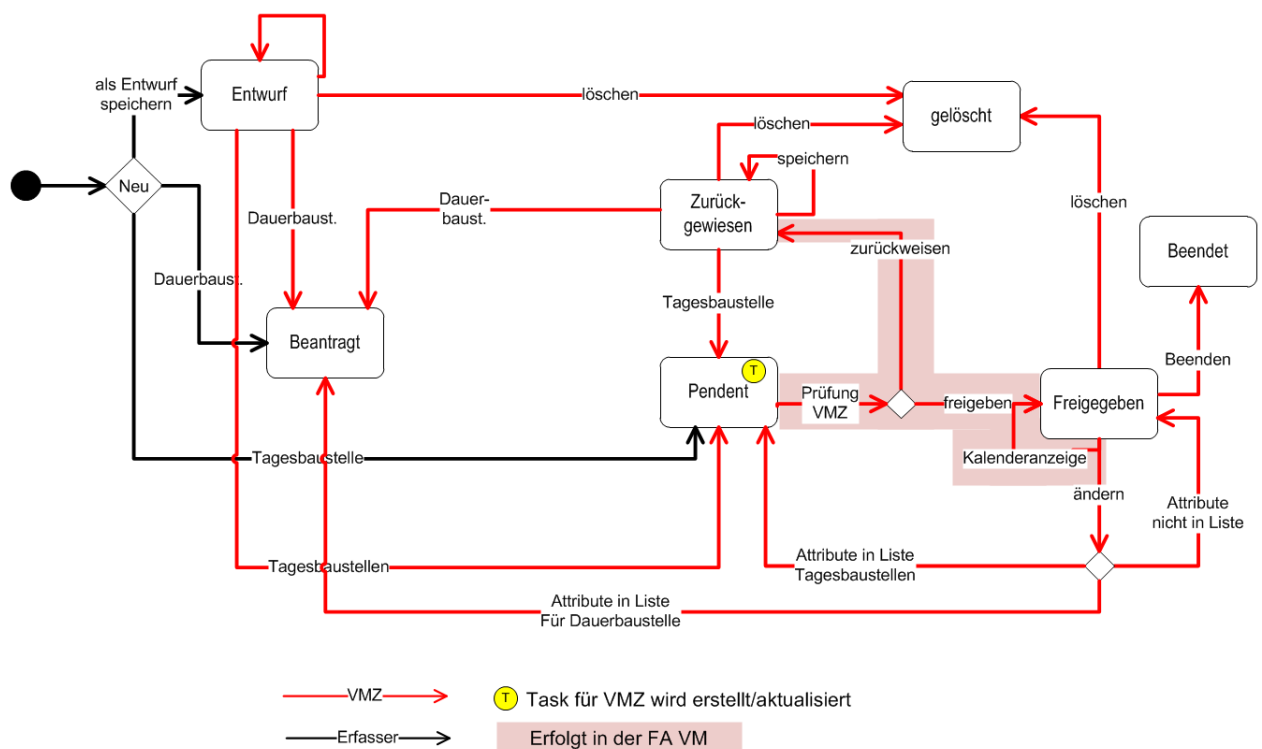 als Entwurf
speichern
Entwurf
löschen
gelöscht
löschen
speichern
Neu
Dauerbaust.
Dauer-
baust.
Zurück-
gewiesen
löschen
zurückweisen
Beendet
Dauerbaust.
Tagesbaustelle
Beantragt
Pendent
T
Prüfung
VMZ
freigeben
Freigegeben
Beenden
Tagesbaustelle
Kalenderanzeige
ändern
Attribute
nicht in Liste
Tagesbaustellen
Attribute in Liste
Tagesbaustellen
Attribute in Liste
Für Dauerbaustelle
VMZ
T Task für VMZ wird erstellt/aktualisiert
Erfasser
Erfolgt in der FA VM